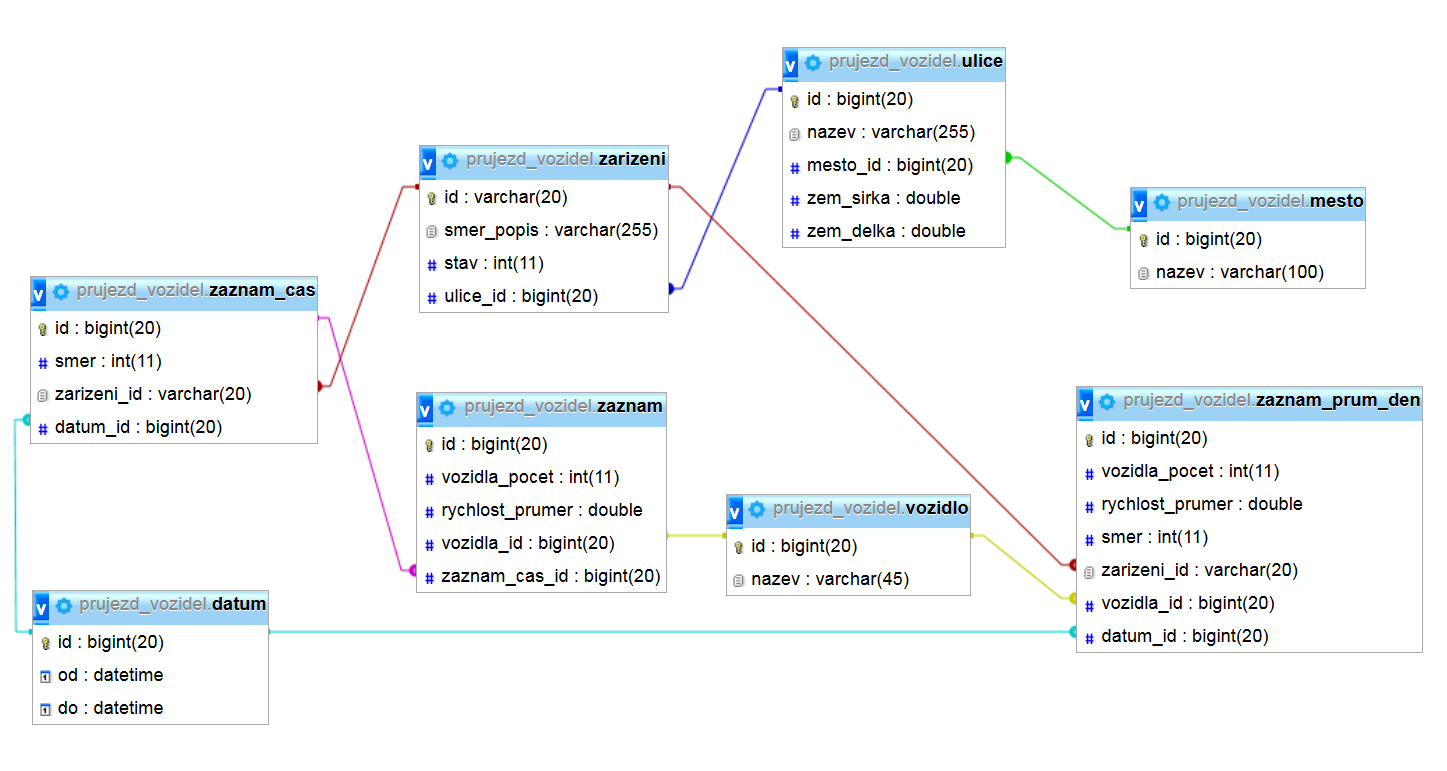 prujezd_vozidel.ulice
id : bigint(20)
nazev : varchar(255)
mesto_id : bigint(20)
zem_sirka : double
zem_delka : double
prujezd_vozidel.zarizeni
id : varchar(20)
smer_popis : varchar(255)
stav : int(11)
ulice_id : bigint(20)
prujezd_vozidel.mesto
id : bigint(20)
nazev : varchar(100)
prujezd_vozidel.zaznam_cas
id : bigint(20)
smer : int(11)
zarizeni_id : varchar(20)
datum_id : bigint(20)
prujezd_vozidel.zaznam
id : bigint(20)
vozidla_pocet : int(11)
rychlost_prumer : double
vozidla_id : bigint(20)
zaznam_cas_id : bigint(20)
prujezd_vozidel.vozidlo
id : bigint(20)
nazev : varchar(45)
prujezd_vozidel.zaznam_prum_den
id : bigint(20)
vozidla_pocet : int(11)
rychlost_prumer : double
smer : int(11)
zarizeni_id : varchar(20)
vozidla_id : bigint(20)
datum_id : bigint(20)
prujezd_vozidel.datum
id : bigint(20)
od : datetime
do : datetime